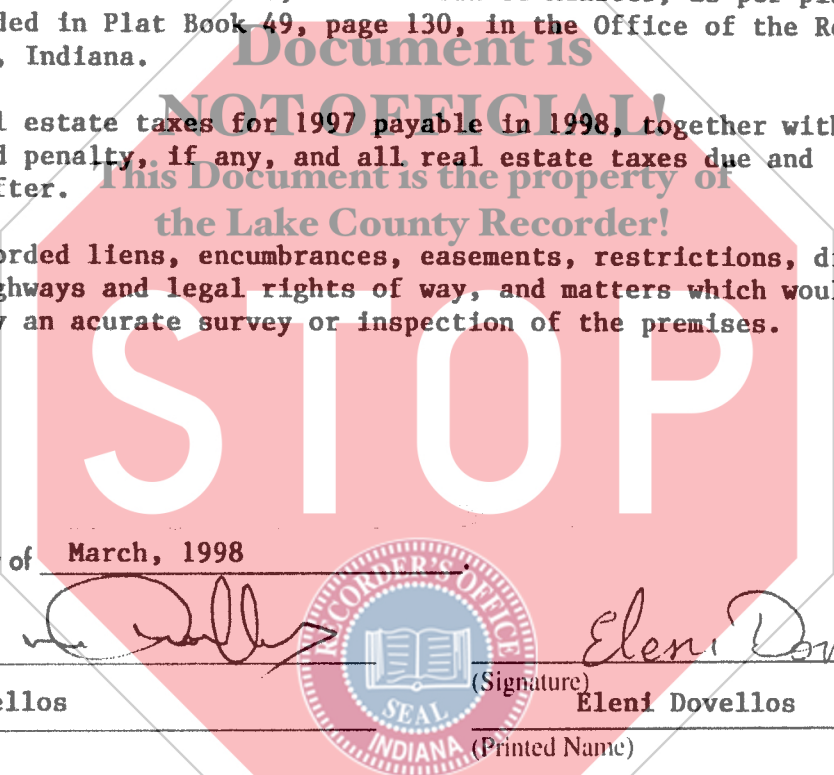 ded in Plat Book 49, page 130, in the Office of the Re
, Indiana.
Document is
NOT OFFICIAL!
l estate taxes for 1997 payable in 1998, together with
d penalty, if any, and all real estate taxes due and
fter.
This Document is the property of
the Lake County Recorder!
orded liens, encumbrances, easements, restrictions, di
ghways and legal rights of way, and matters which woul
y an acurate survey or inspection of the premises.
STOP
of March, 1998.
RECORDER'S OFFICE
SEAL
INDIANA
Eleni Dov
(Signature)
ellos
Eleni Dovellos
(Printed Name)